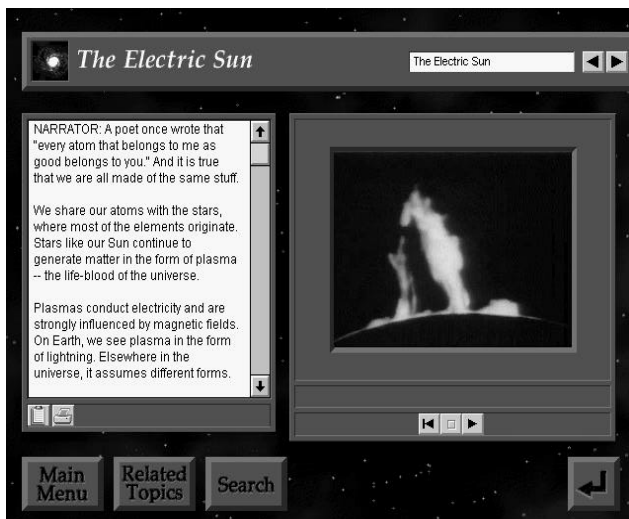 The Electric Sun
The Electric Sun
NARRATOR: A poet once wrote that
"every atom that belongs to me as
good belongs to you." And it is true
that we are all made of the same stuff.
We share our atoms with the stars,
where most of the elements originate.
Stars like our Sun continue to
generate matter in the form of plasma
-- the life-blood of the universe.
Plasmas conduct electricity and are
strongly influenced by magnetic fields.
On Earth, we see plasma in the form
of lightning. Elsewhere in the
universe, it assumes different forms.
Main
Menu
Related
Topics
Search